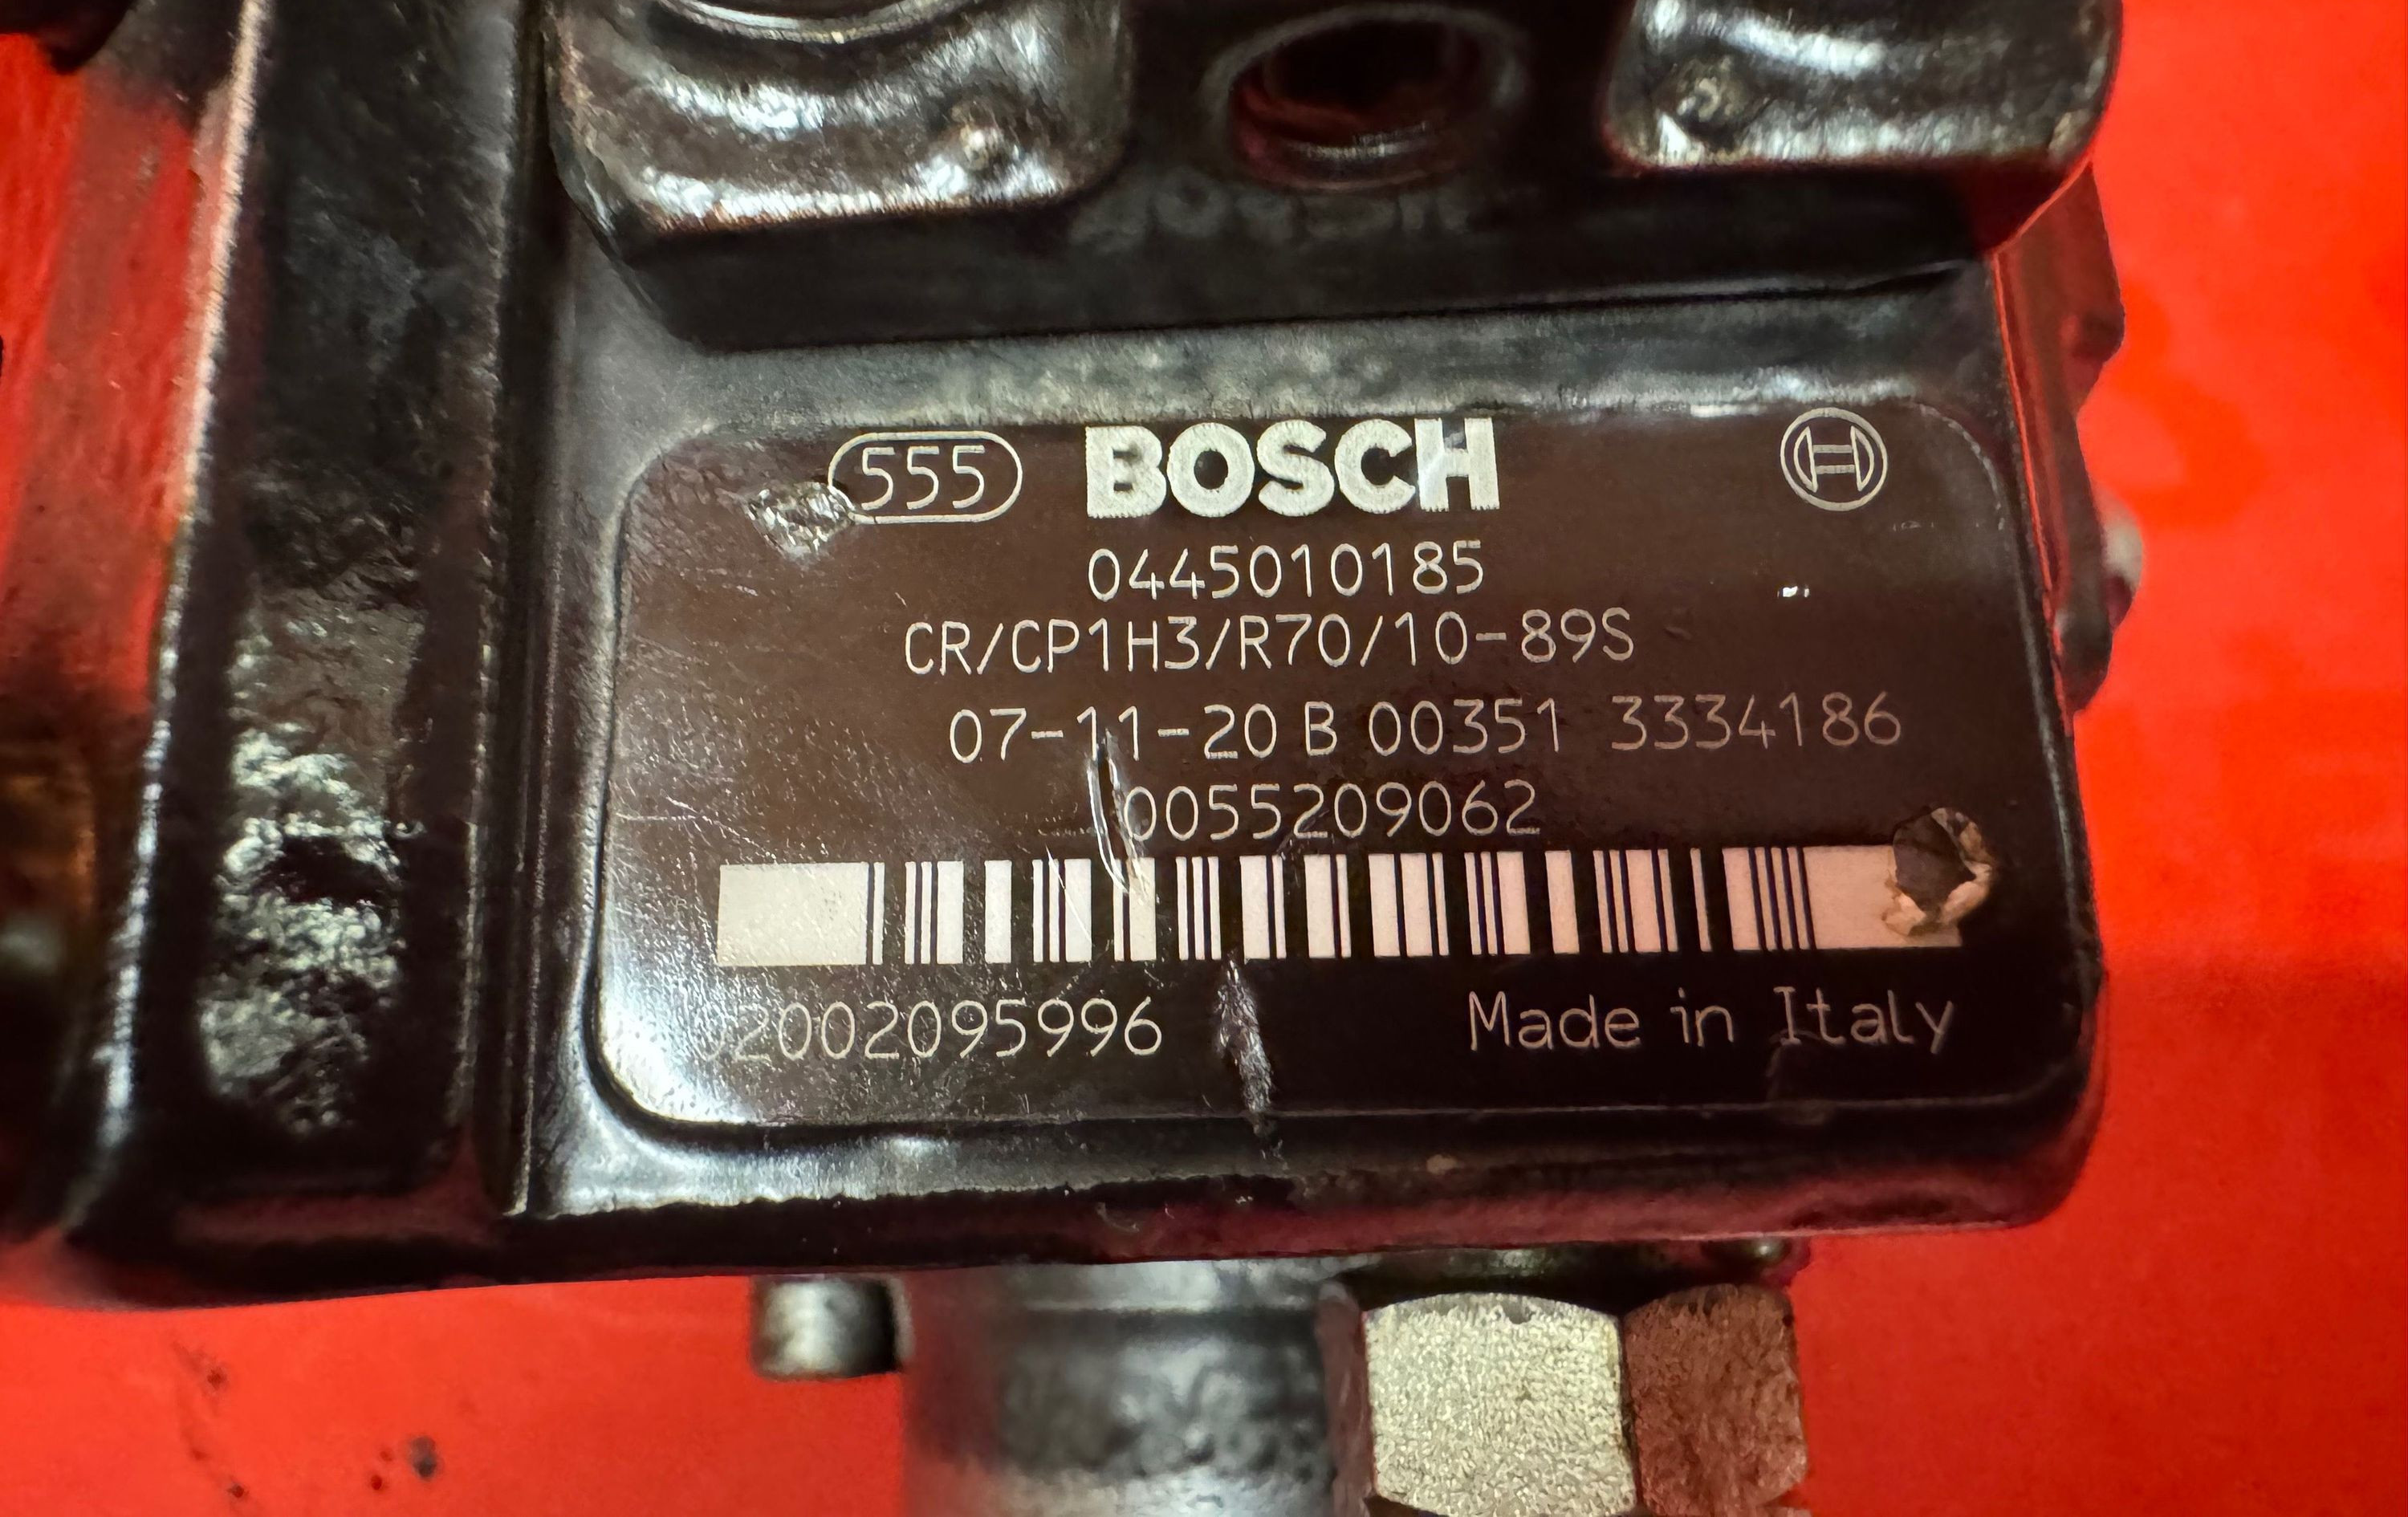 555 BOSCH
0445010185
CR/CP1H3/R70/10-89S
07-11-20 B 00351 3334186
0055209062
2002095996 Made in Italy